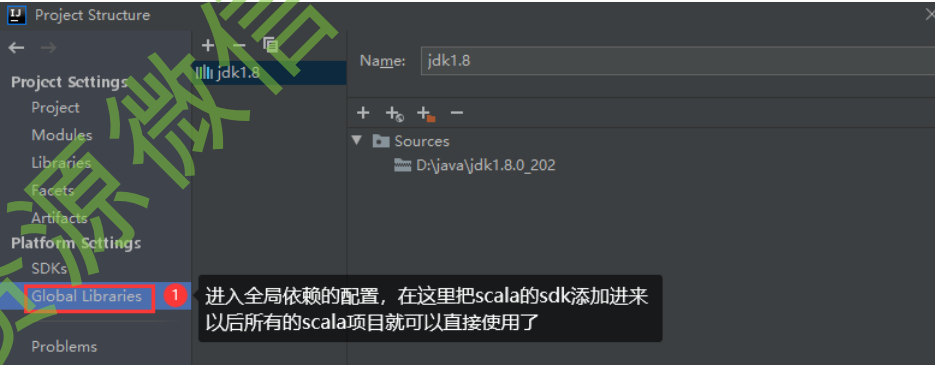 Project Structure
Project Settings
Project
Modules
Libraries
Facets
Artifacts
Platform Settings
SDKs
Global Libraries
Problems
jdk1.8
Name: jdk1.8
Sources
D:\java\jdk1.8.0_202
1
进入全局依赖的配置，在这里把scala的sdk添加进来
以后所有的scala项目就可以直接使用了
源微信